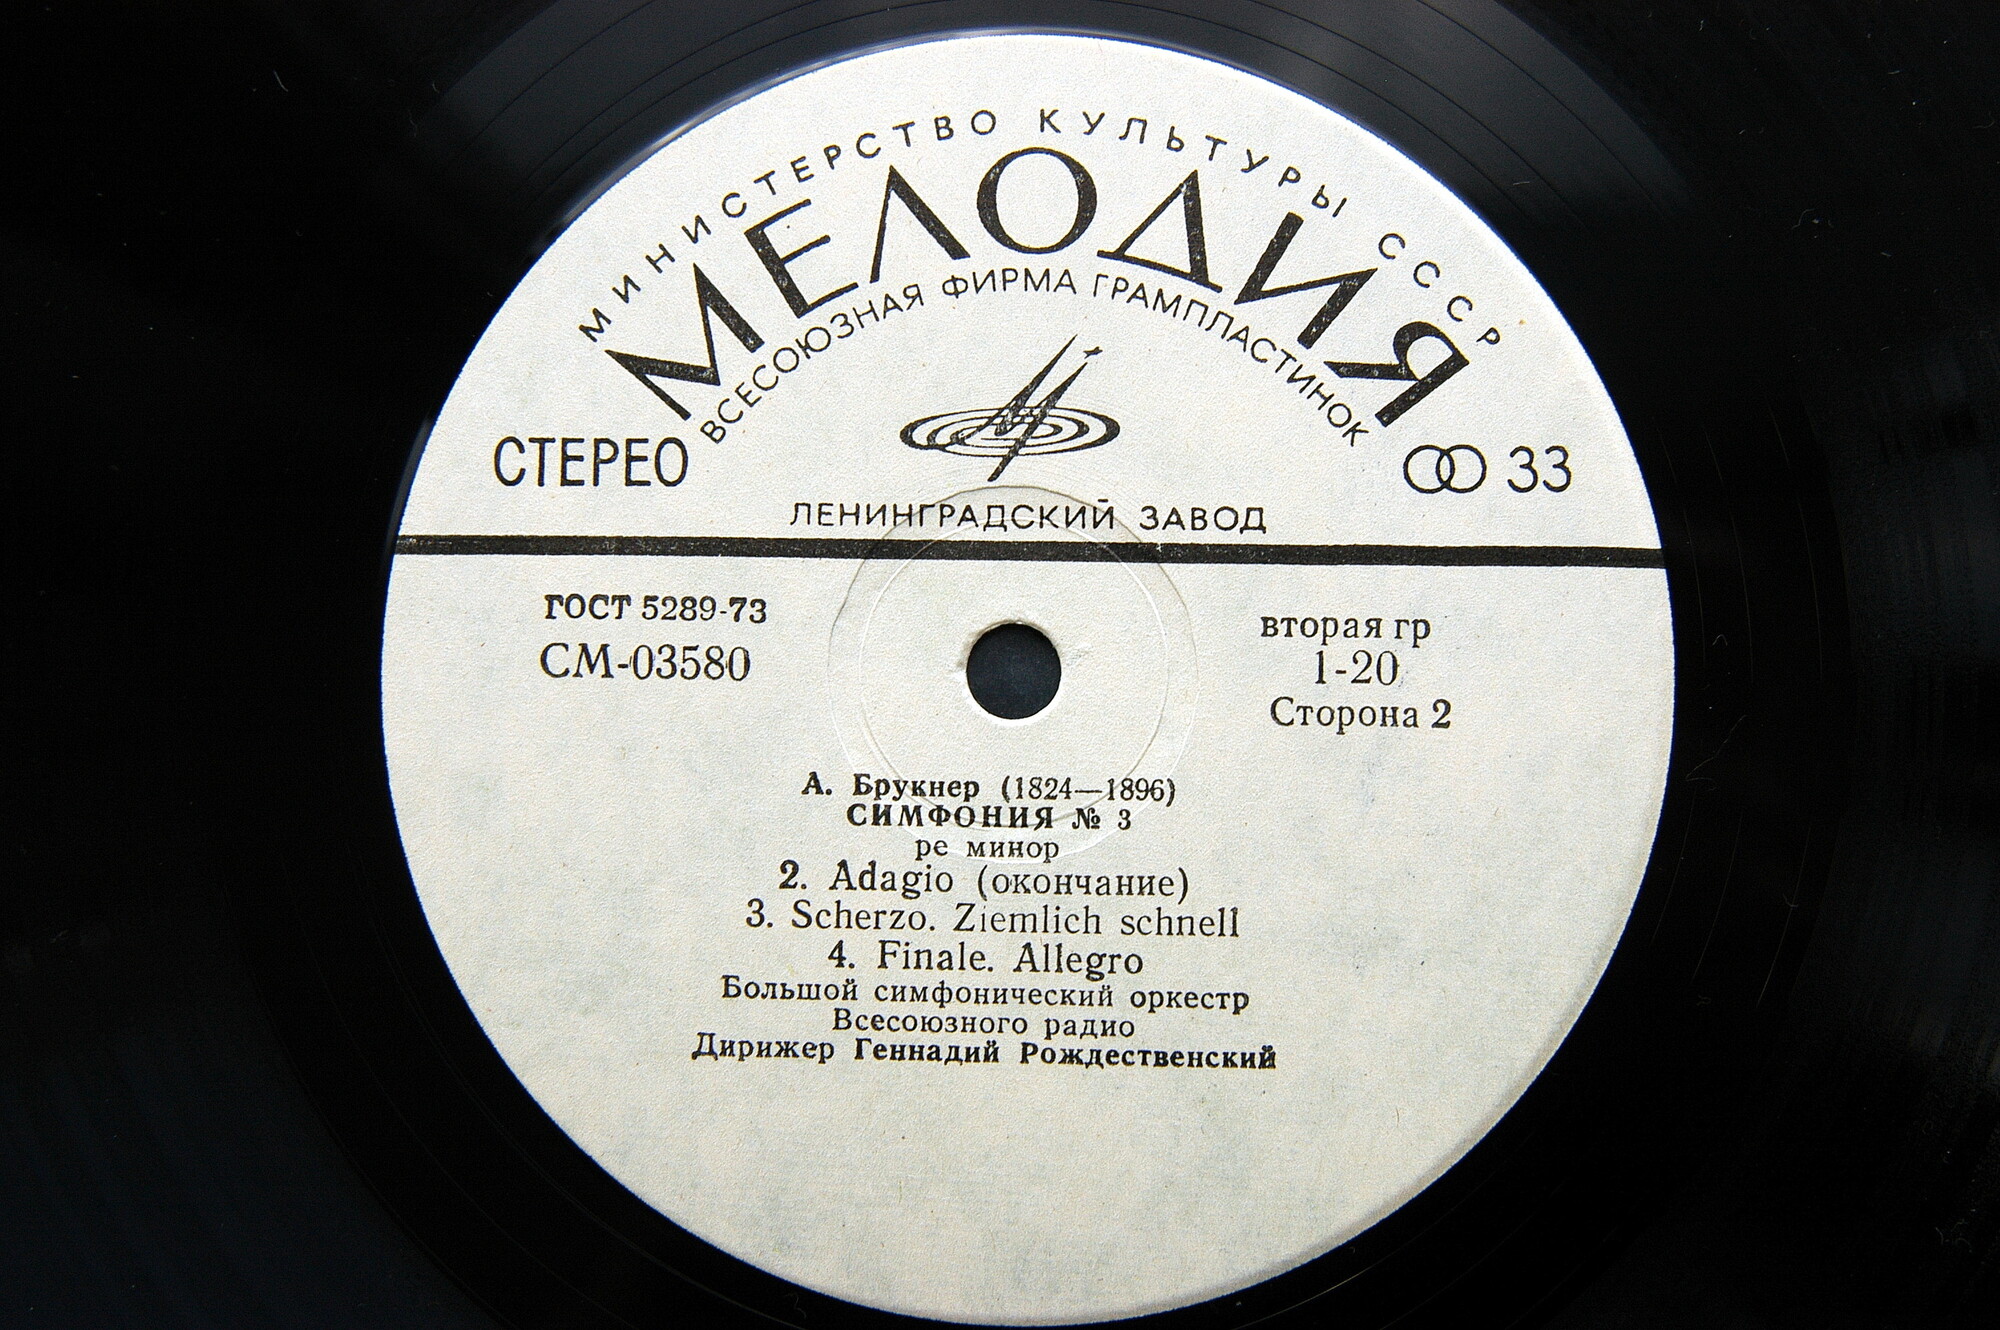 МИНИСТЕРСТВО КУЛЬТУРЫ СССР
МЕЛОДИЯ
ВСЕСОЮЗНАЯ ФИРМА ГРАМПЛАСТИНОК
СТЕРЕО
33
ЛЕНИНГРАДСКИЙ ЗАВОД
ГОСТ 5289-73
СМ-03580
вторая гр
1-20
Сторона 2
А. Брукнер (1824—1896)
СИМФОНИЯ № 3
ре минор
2. Adagio (окончание)
3. Scherzo. Ziemlich schnell
4. Finale. Allegro
Большой симфонический оркестр
Всесоюзного радио
Дирижер Геннадий Рождественский